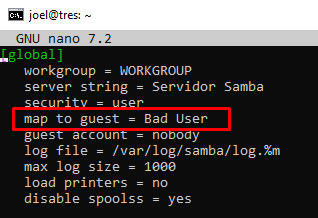 joel@tres: ~
GNU nano 7.2
[global]
workgroup = WORKGROUP
server string = Servidor Samba
security = user
map to guest = Bad User
guest account = nobody
log file = /var/log/samba/log.%m
max log size = 1000
load printers = no
disable spoolss = yes